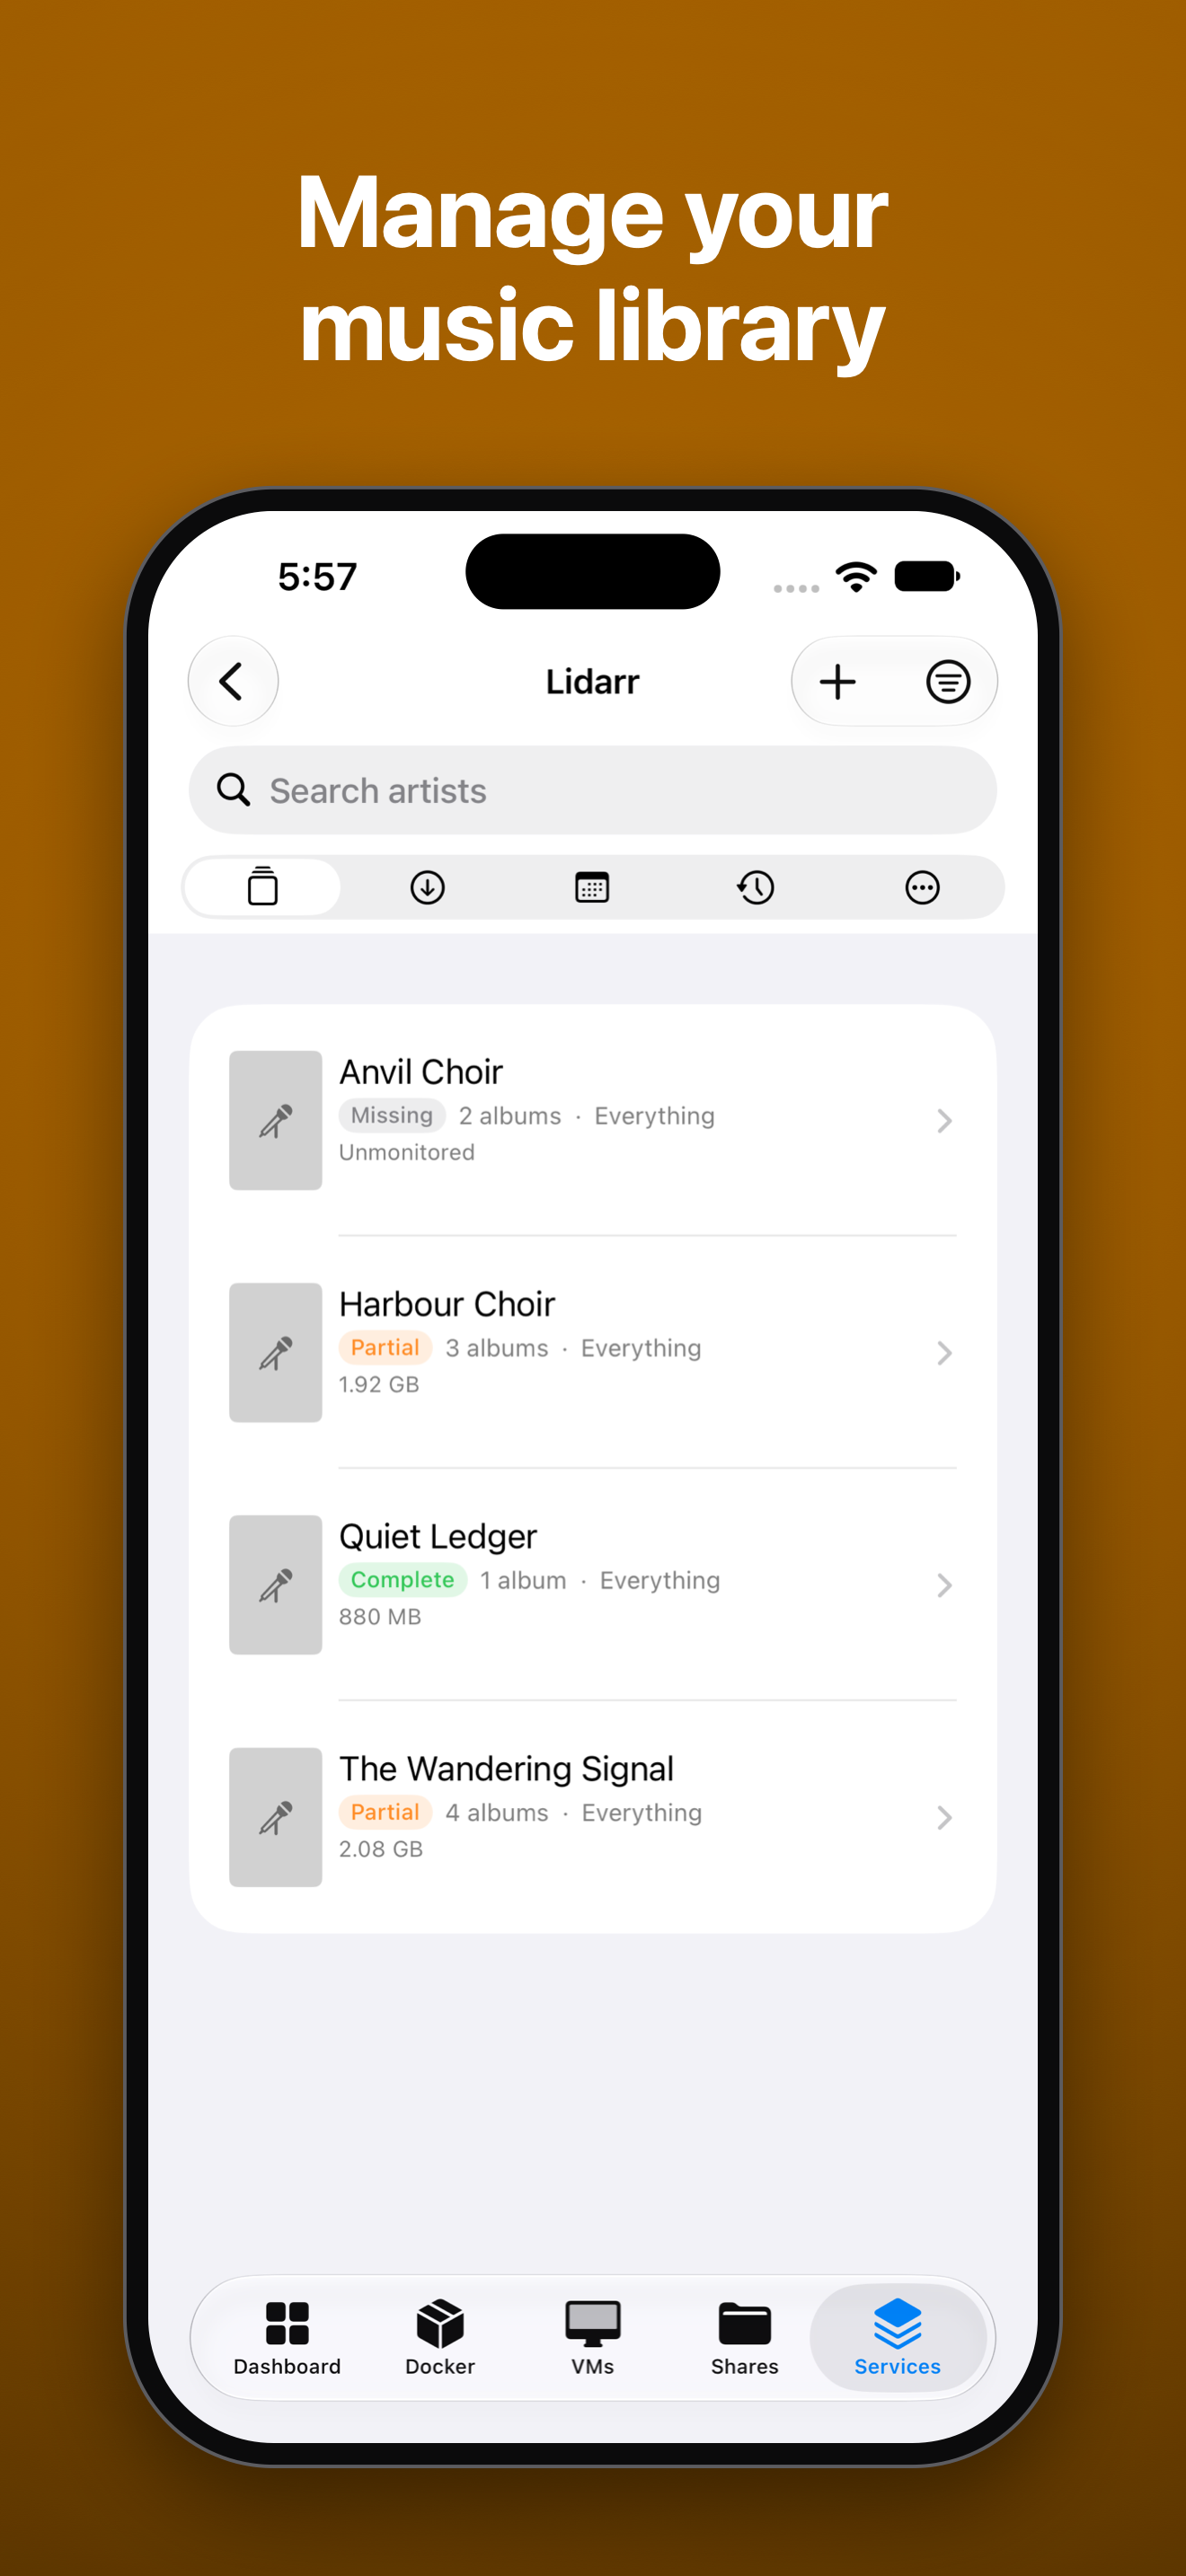 Manage your
music library
5:57
Lidarr
Search artists
Anvil Choir
Missing 2 albums · Everything
Unmonitored
Harbour Choir
Partial 3 albums · Everything
1.92 GB
Quiet Ledger
Complete 1 album · Everything
880 MB
The Wandering Signal
Partial 4 albums · Everything
2.08 GB
Dashboard Docker VMs Shares Services